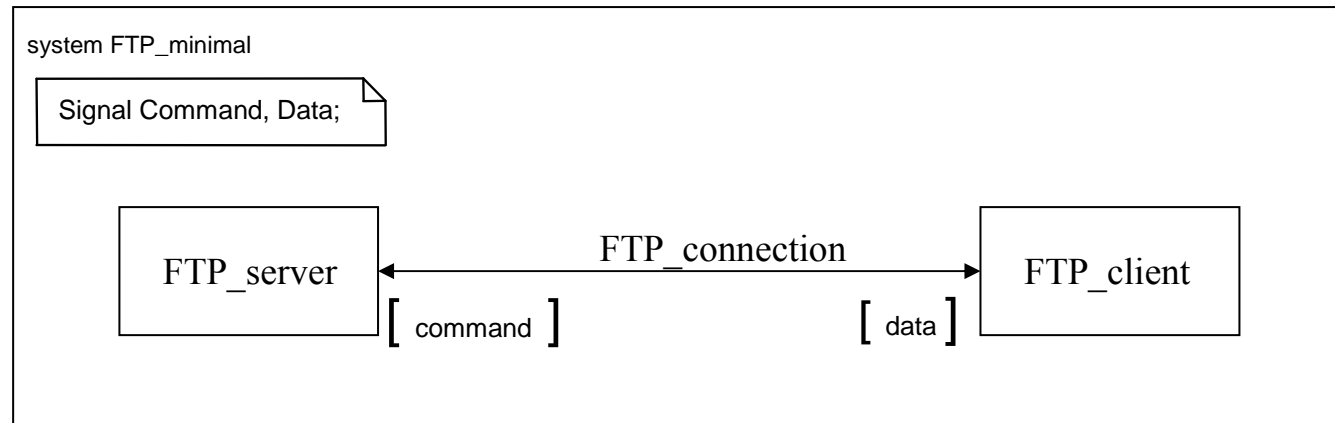 system FTP_minimal
Signal Command, Data;
FTP_connection
FTP_server
FTP_client
[ command ]
[ data ]